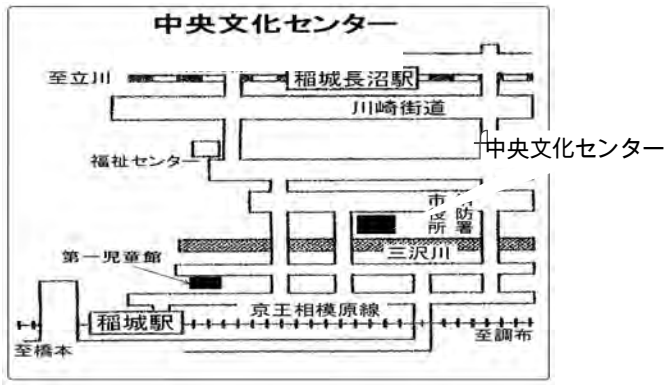 中央文化センター
至立川
稲城長沼駅
川崎街道
中央文化センター
福祉センター
市役所
防署
三沢川
第一児童館
京王相模原線
稲城駅
至調布
至橋本